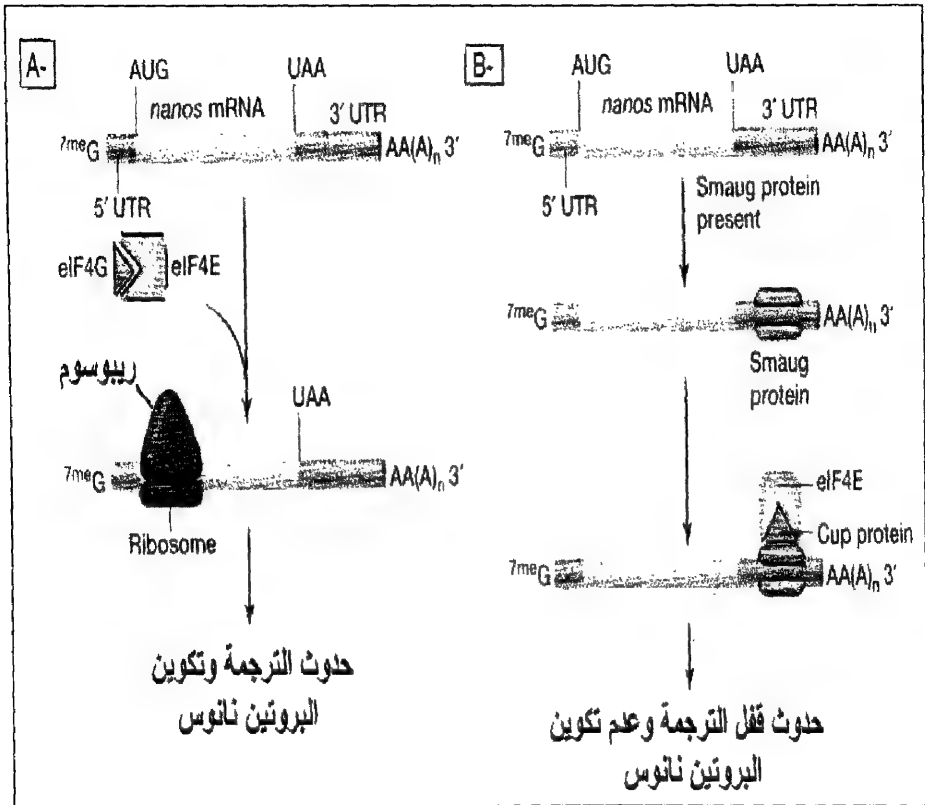 A-
AUG
UAA
nanos mRNA
3' UTR
7meG
AA(A)n 3'
5' UTR
eIF4G
eIF4E
ريبوسوم
UAA
7meG
AA(A)n 3'
Ribosome
حدوث الترجمة وتكوين
البروتين نانوس
B-
AUG
UAA
nanos mRNA
3' UTR
7meG
AA(A)n 3'
5' UTR
Smaug protein
present
7meG
AA(A)n 3'
Smaug
protein
eIF4E
Cup protein
7meG
AA(A)n 3'
حدوث قفل الترجمة وعدم تكوين
البروتين نانوس